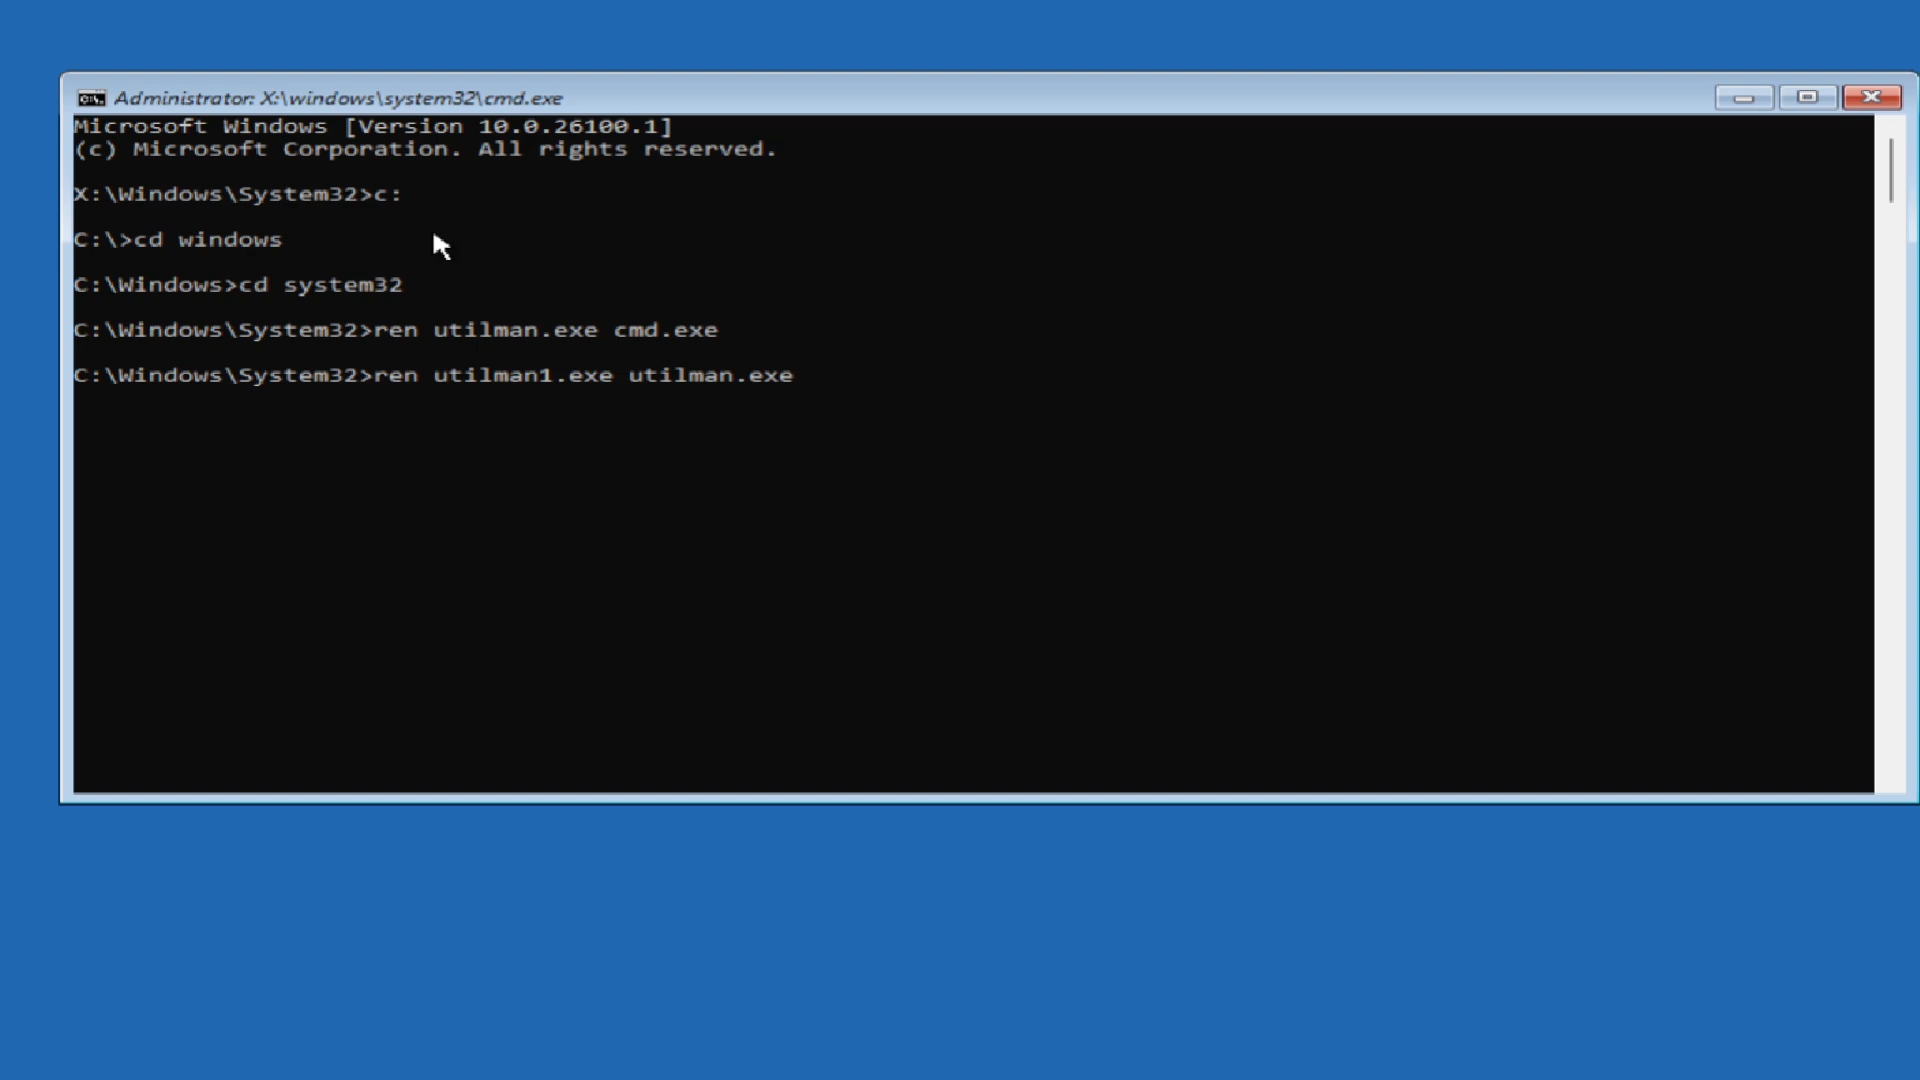 Administrator: X:\windows\system32\cmd.exe
Microsoft Windows [Version 10.0.26100.1]
(c) Microsoft Corporation. All rights reserved.
X:\Windows\System32>c:
C:\>cd windows
C:\Windows>cd system32
C:\Windows\System32>ren utilman.exe cmd.exe
C:\Windows\System32>ren utilman1.exe utilman.exe